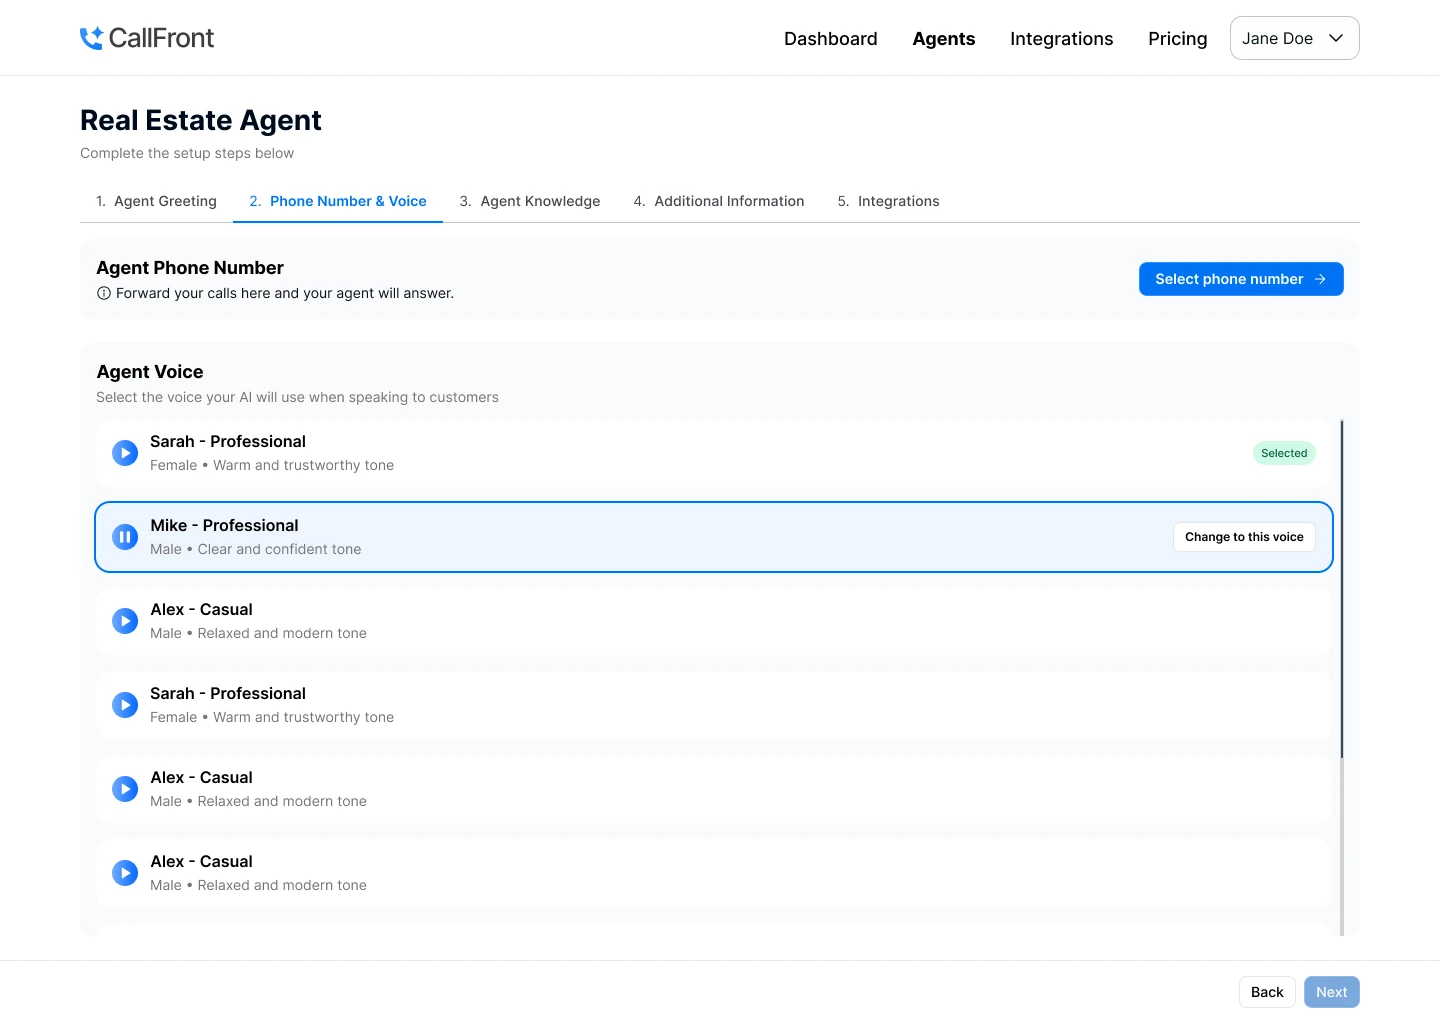 CallFront
Dashboard
Agents
Integrations
Pricing
Jane Doe
Real Estate Agent
Complete the setup steps below
1. Agent Greeting
2. Phone Number & Voice
3. Agent Knowledge
4. Additional Information
5. Integrations
Agent Phone Number
Forward your calls here and your agent will answer.
Select phone number
Agent Voice
Select the voice your AI will use when speaking to customers
Sarah - Professional
Female • Warm and trustworthy tone
Selected
Mike - Professional
Male • Clear and confident tone
Change to this voice
Alex - Casual
Male • Relaxed and modern tone
Sarah - Professional
Female • Warm and trustworthy tone
Alex - Casual
Male • Relaxed and modern tone
Alex - Casual
Male • Relaxed and modern tone
Back
Next